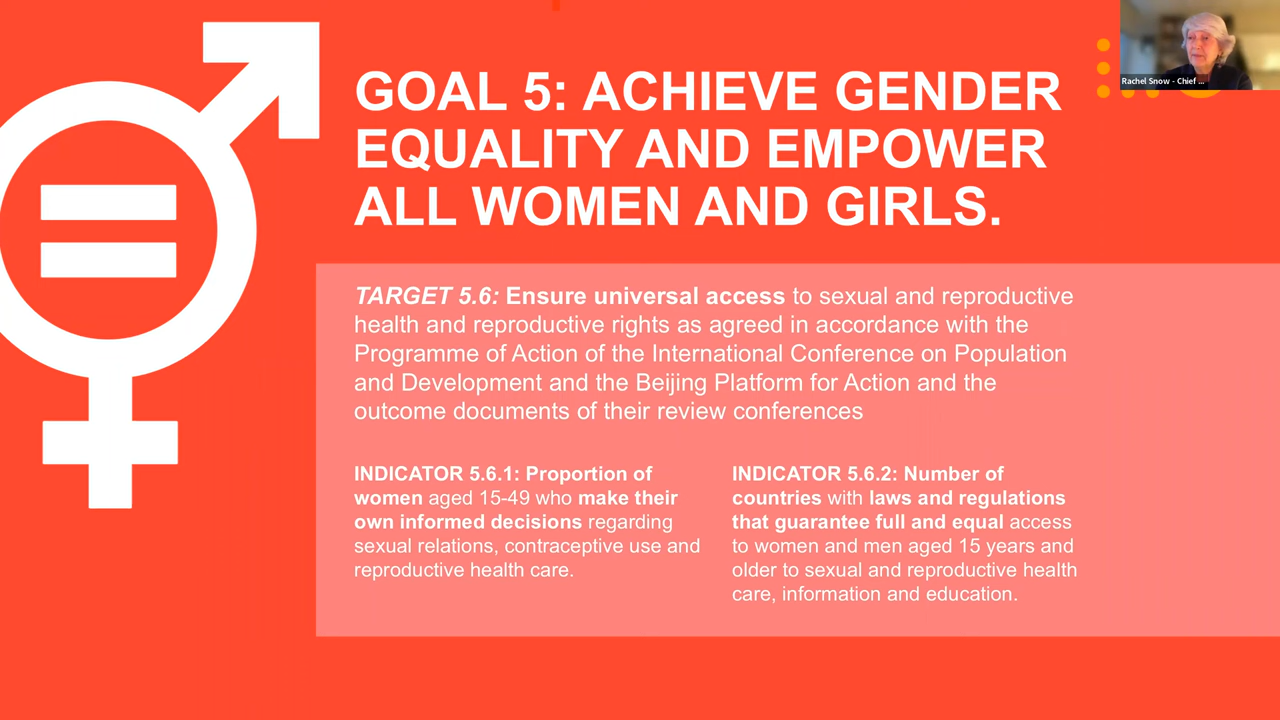 GOAL 5: ACHIEVE GENDER
EQUALITY AND EMPOWER
ALL WOMEN AND GIRLS.
TARGET 5.6: Ensure universal access to sexual and reproductive
health and reproductive rights as agreed in accordance with the
Programme of Action of the International Conference on Population
and Development and the Beijing Platform for Action and the
outcome documents of their review conferences
INDICATOR 5.6.1: Proportion of
women aged 15-49 who make their
own informed decisions regarding
sexual relations, contraceptive use and
reproductive health care.
INDICATOR 5.6.2: Number of
countries with laws and regulations
that guarantee full and equal access
to women and men aged 15 years and
older to sexual and reproductive health
care, information and education.
Rachel Snow - Chief ...